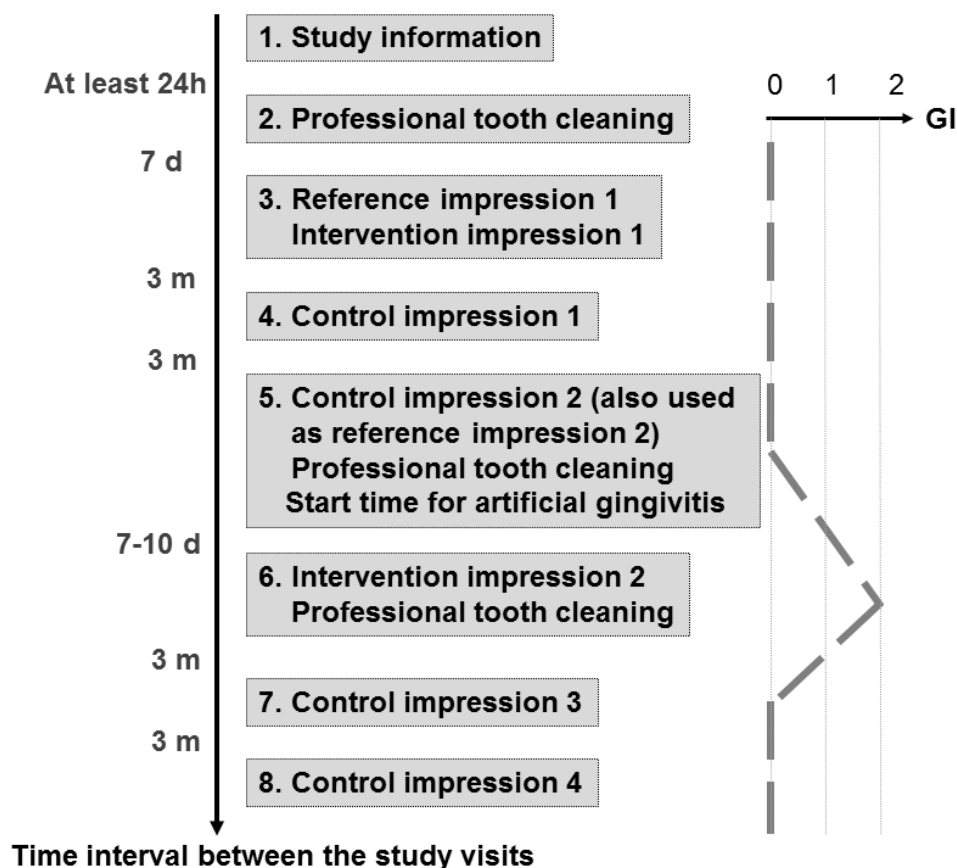 1. Study information
At least 24h
0 1 2
GI
2. Professional tooth cleaning
7 d
3. Reference impression 1
Intervention impression 1
3 m
4. Control impression 1
3 m
5. Control impression 2 (also used
as reference impression 2)
Professional tooth cleaning
Start time for artificial gingivitis
7-10 d
6. Intervention impression 2
Professional tooth cleaning
3 m
7. Control impression 3
3 m
8. Control impression 4
Time interval between the study visits